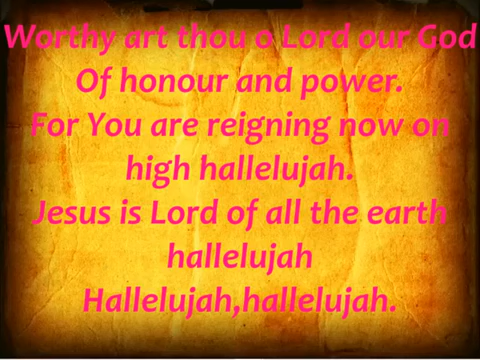 Worthy art thou o Lord our God
Of honour and power.
For You are reigning now on
high hallelujah.
Jesus is Lord of all the earth
hallelujah
Hallelujah,hallelujah.